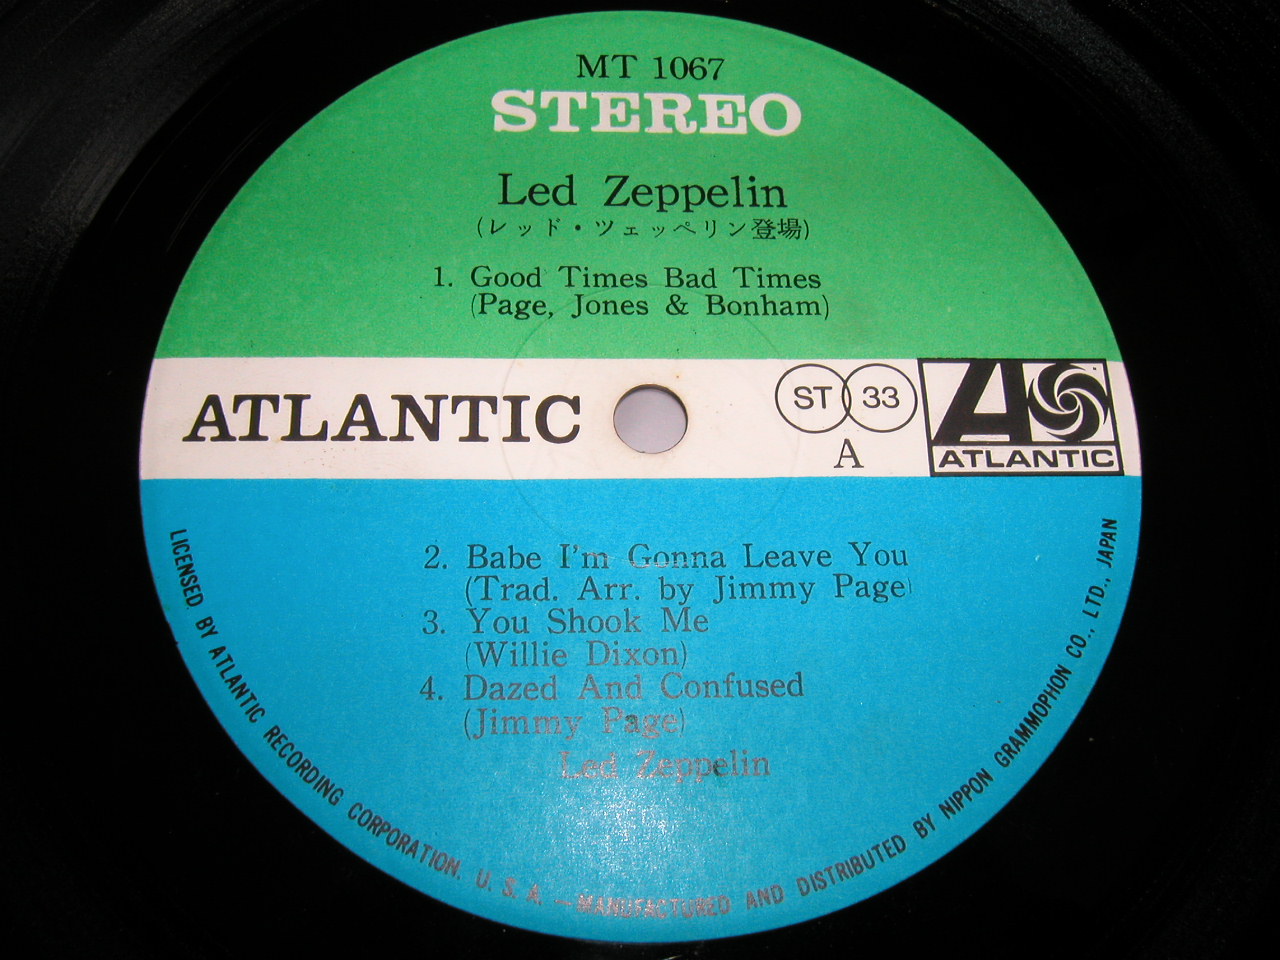 MT 1067
STEREO
Led Zeppelin
(レッド・ツェッペリン登場)
1. Good Times Bad Times
(Page, Jones & Bonham)
ATLANTIC
ST 33
A
ATLANTIC
2. Babe I'm Gonna Leave You
(Trad. Arr. by Jimmy Page)
3. You Shook Me
(Willie Dixon)
4. Dazed And Confused
(Jimmy Page)
Led Zeppelin
LICENSED BY ATLANTIC RECORDING CORPORATION. U. S. A. — MANUFACTURED AND DISTRIBUTED BY NIPPON GRAMMOPHON CO., LTD., JAPAN